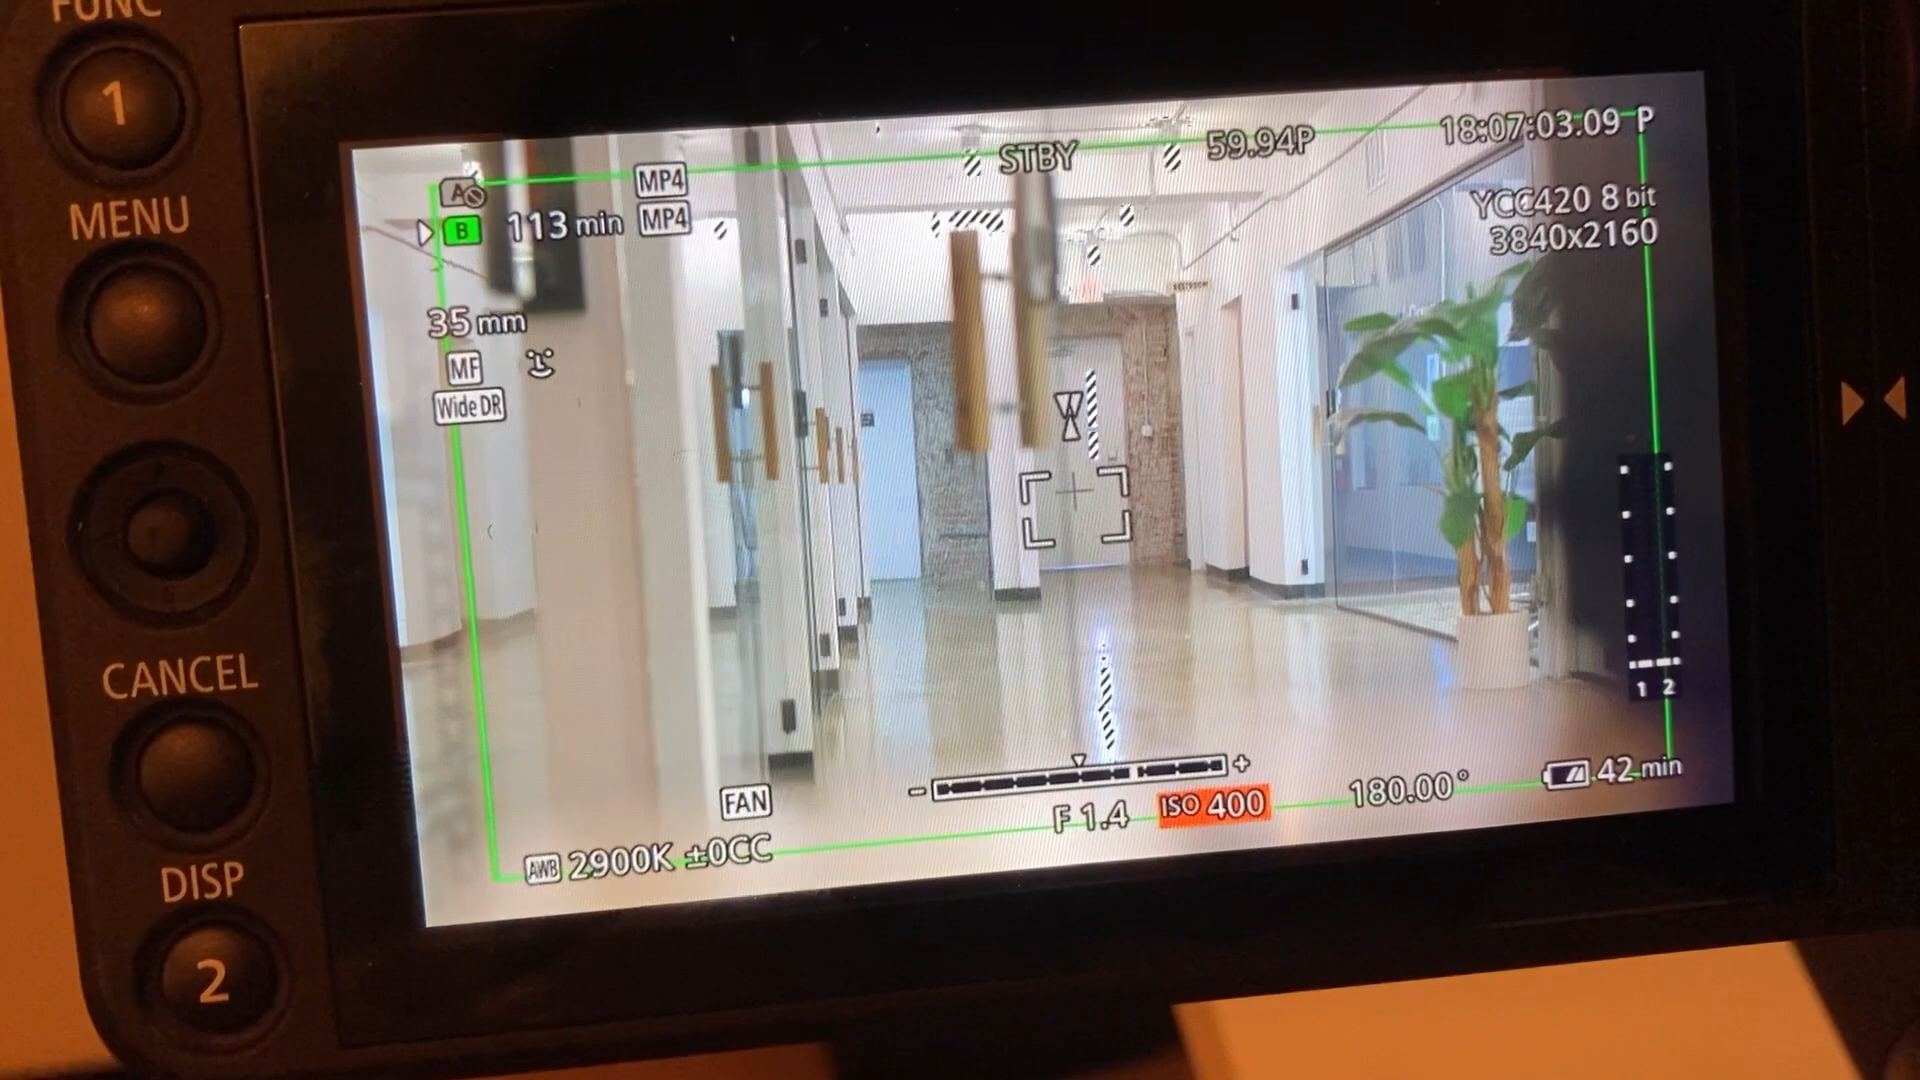 FUNC
1
MENU
CANCEL
DISP
2
A
B
113 min
MP4
MP4
STBY
59.94P
18:07:03.09 P
YCC420 8 bit
3840x2160
35 mm
MF
Wide DR
RESTROOM
1 2
FAN
- +
F 1.4
ISO 400
180.00°
42 min
AWB 2900K ±0CC